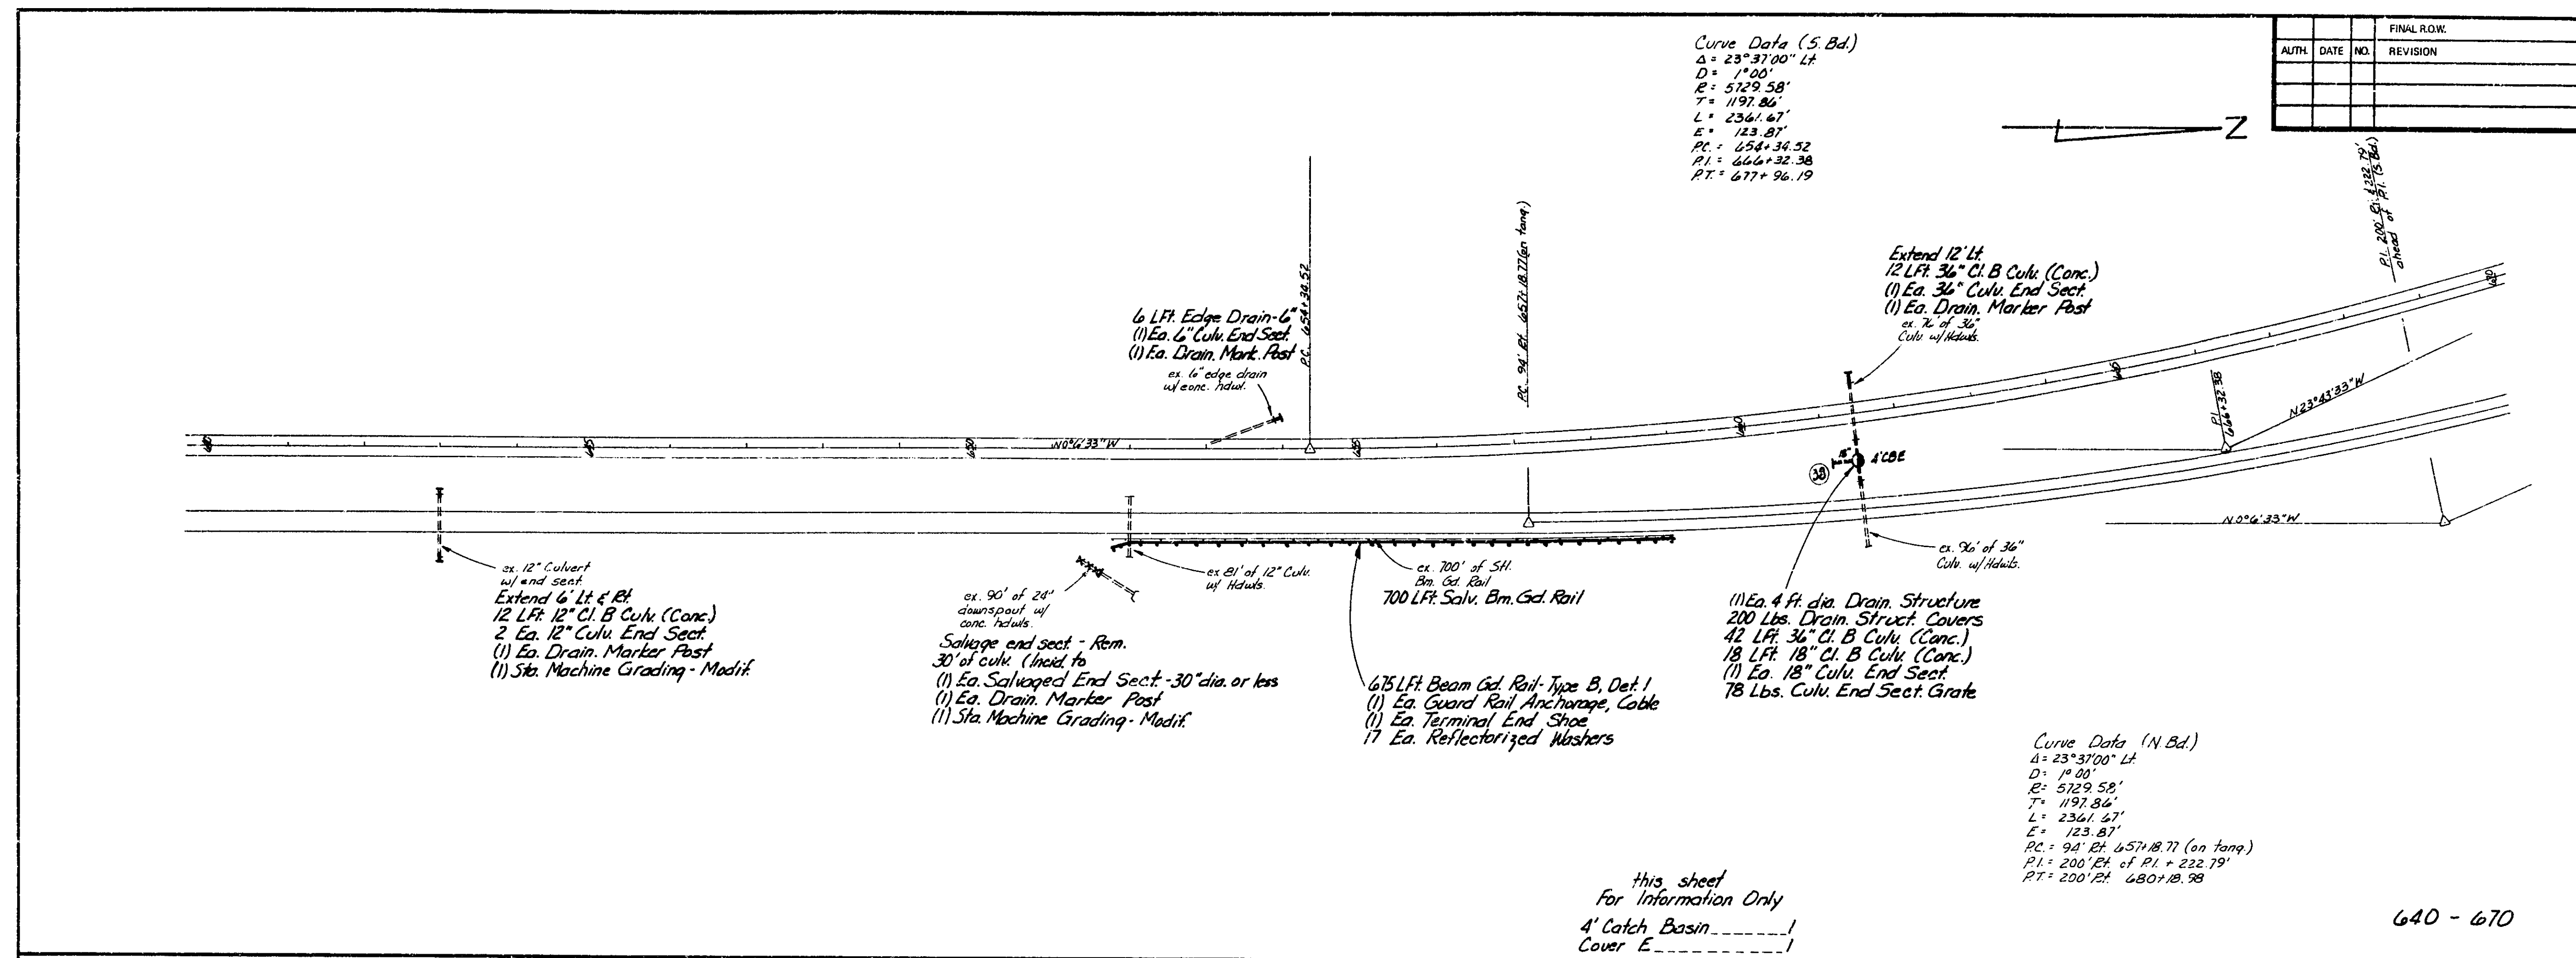 FINAL R.O.W.
AUTH. DATE NO. REVISION
Curve Data (S. Bd.)
Δ = 23°37'00" Lt.
D = 1°00'
R = 5729.58'
T = 1197.86'
L = 2361.67'
E = 123.87'
P.C. = 654+34.52
P.I. = 666+32.38
P.T. = 677+96.19
Z
P.I. 200' Rt. & 222.79'
ahead of P.I. (S.Bd.)
P.C. 654+34.52
P.C. 94' Rt. 657+18.77(on tang.)
6 LFt. Edge Drain-6"
(1) Ea. 6" Culv. End Sect.
(1) Ea. Drain. Mark. Post
ex. 6" edge drain
w/conc. hdwl.
Extend 12' Lt.
12 LFt. 36" Cl. B Culv. (Conc.)
(1) Ea. 36" Culv. End Sect.
(1) Ea. Drain. Marker Post
ex. 76' of 36"
Culv. w/Hdwls.
640
645
650
N0°6'33"W
655
660
665
670
P.I.
666+32.38
N23°43'33"W
18"
4'CBE
38
N0°6'33"W
ex. 12" Culvert
w/end sect.
Extend 6' Lt & Rt.
12 LFt. 12" Cl. B Culv. (Conc.)
2 Ea. 12" Culv. End Sect.
(1) Ea. Drain. Marker Post
(1) Sta. Machine Grading - Modif.
ex. 90' of 24"
downspout w/
conc. hdwls.
Salvage end sect. - Rem.
30' of culv. (Incid. to
(1) Ea. Salvaged End Sect. - 30" dia. or less
(1) Ea. Drain. Marker Post
(1) Sta. Machine Grading - Modif.
ex 81' of 12" Culv.
w/ Hdwls.
ex. 700' of Stl.
Bm. Gd. Rail
700 LFt. Salv. Bm. Gd. Rail
675 LFt. Beam Gd. Rail - Type B, Det. 1
(1) Ea. Guard Rail Anchorage, Cable
(1) Ea. Terminal End Shoe
17 Ea. Reflectorized Washers
ex. 96' of 36"
Culv. w/Hdwls.
(1) Ea. 4 ft. dia. Drain. Structure
200 Lbs. Drain. Struct. Covers
42 LFt. 36" Cl. B Culv. (Conc.)
18 LFt. 18" Cl. B Culv. (Conc.)
(1) Ea. 18" Culv. End Sect.
78 Lbs. Culv. End Sect. Grate
Curve Data (N. Bd.)
Δ = 23°37'00" Lt.
D = 1°00'
R = 5729.58'
T = 1197.86'
L = 2361.67'
E = 123.87'
P.C. = 94' Rt. 657+18.77 (on tang.)
P.I. = 200' Rt. of P.I. + 222.79'
P.T. = 200' Rt. 680+18.98
this sheet
For Information Only
4' Catch Basin_______1
Cover E___________1
640 - 670